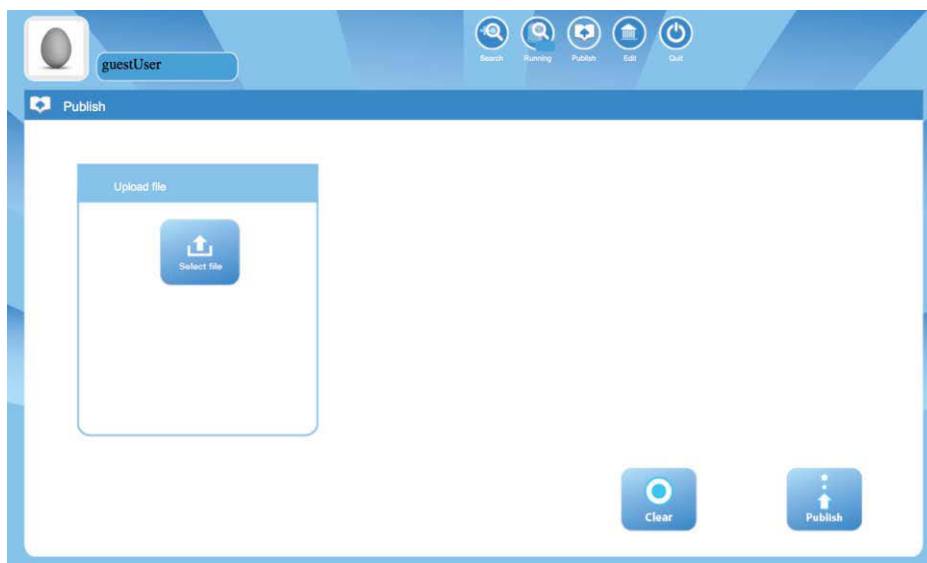 guestUser
Search Running Publish Edit Quit
Publish
Upload file
Select file
Clear
Publish